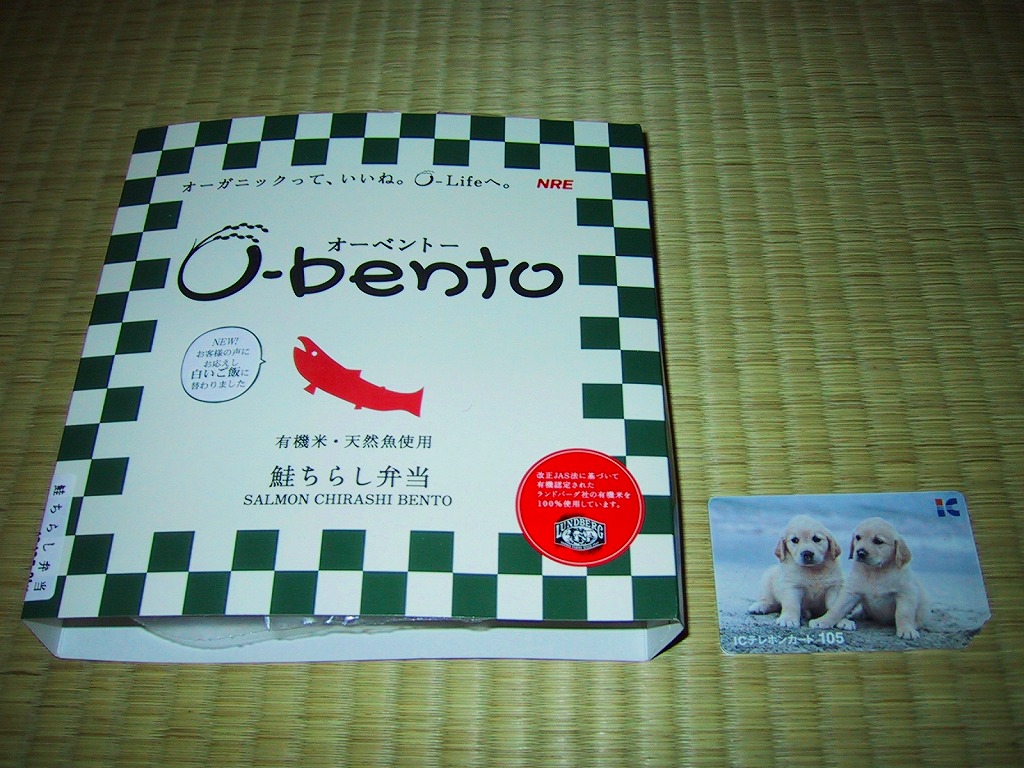 オーガニックって、いいね。O-Lifeへ。
NRE
オーベントー
O-bento
NEW!
お客様の声に
お応えし
白いご飯に
替わりました
有機米・天然魚使用
鮭ちらし弁当
SALMON CHIRASHI BENTO
改正JAS法に基づいて
有機認定された
ランドバーグ社の有機米を
100%使用しています。
LUNDBERG
鮭ちらし弁当
IC
ICテレホンカード 105